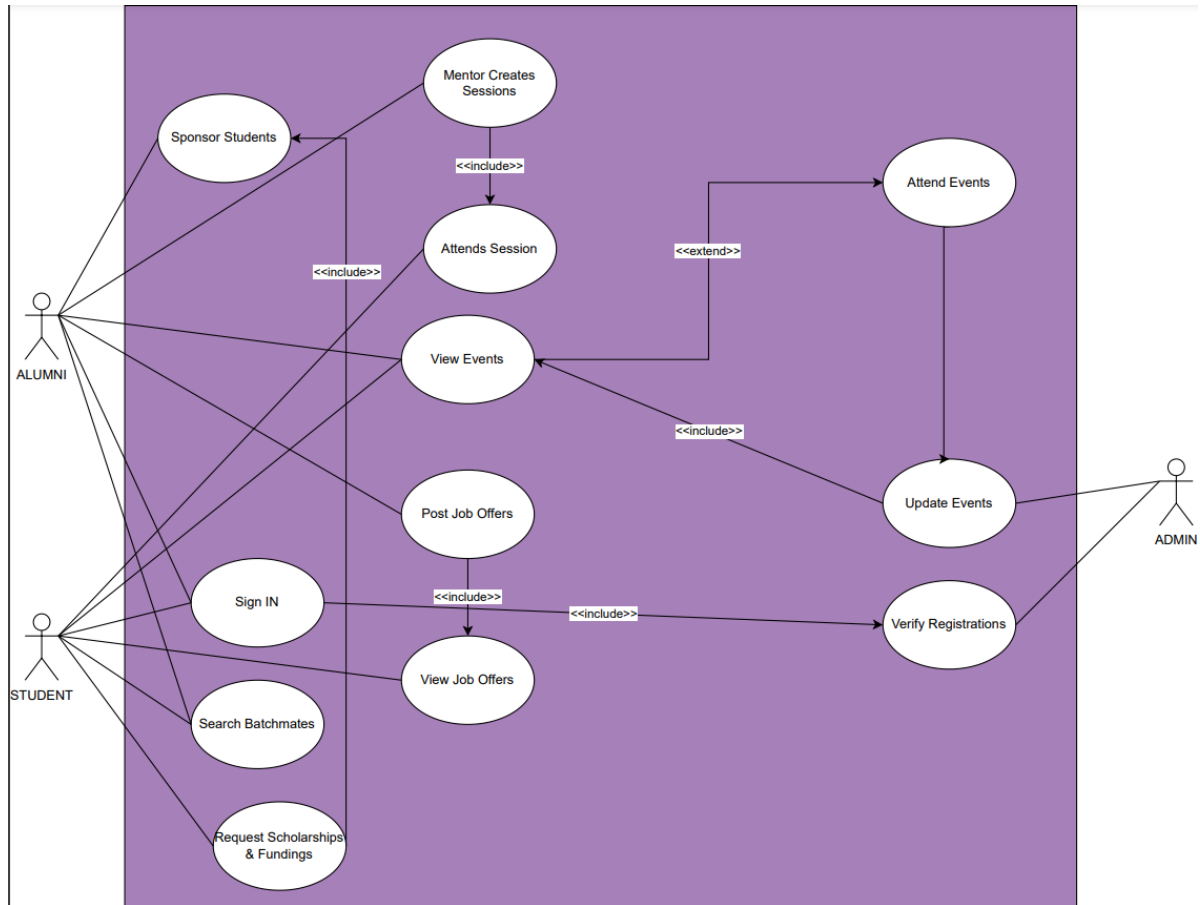 Mentor Creates
Sessions
Sponsor Students
<<include>>
Attend Events
Attends Session
<<extend>>
<<include>>
View Events
ALUMNI
<<include>>
Post Job Offers
Update Events
ADMIN
Sign IN
<<include>>
<<include>>
Verify Registrations
STUDENT
View Job Offers
Search Batchmates
Request Scholarships
& Fundings